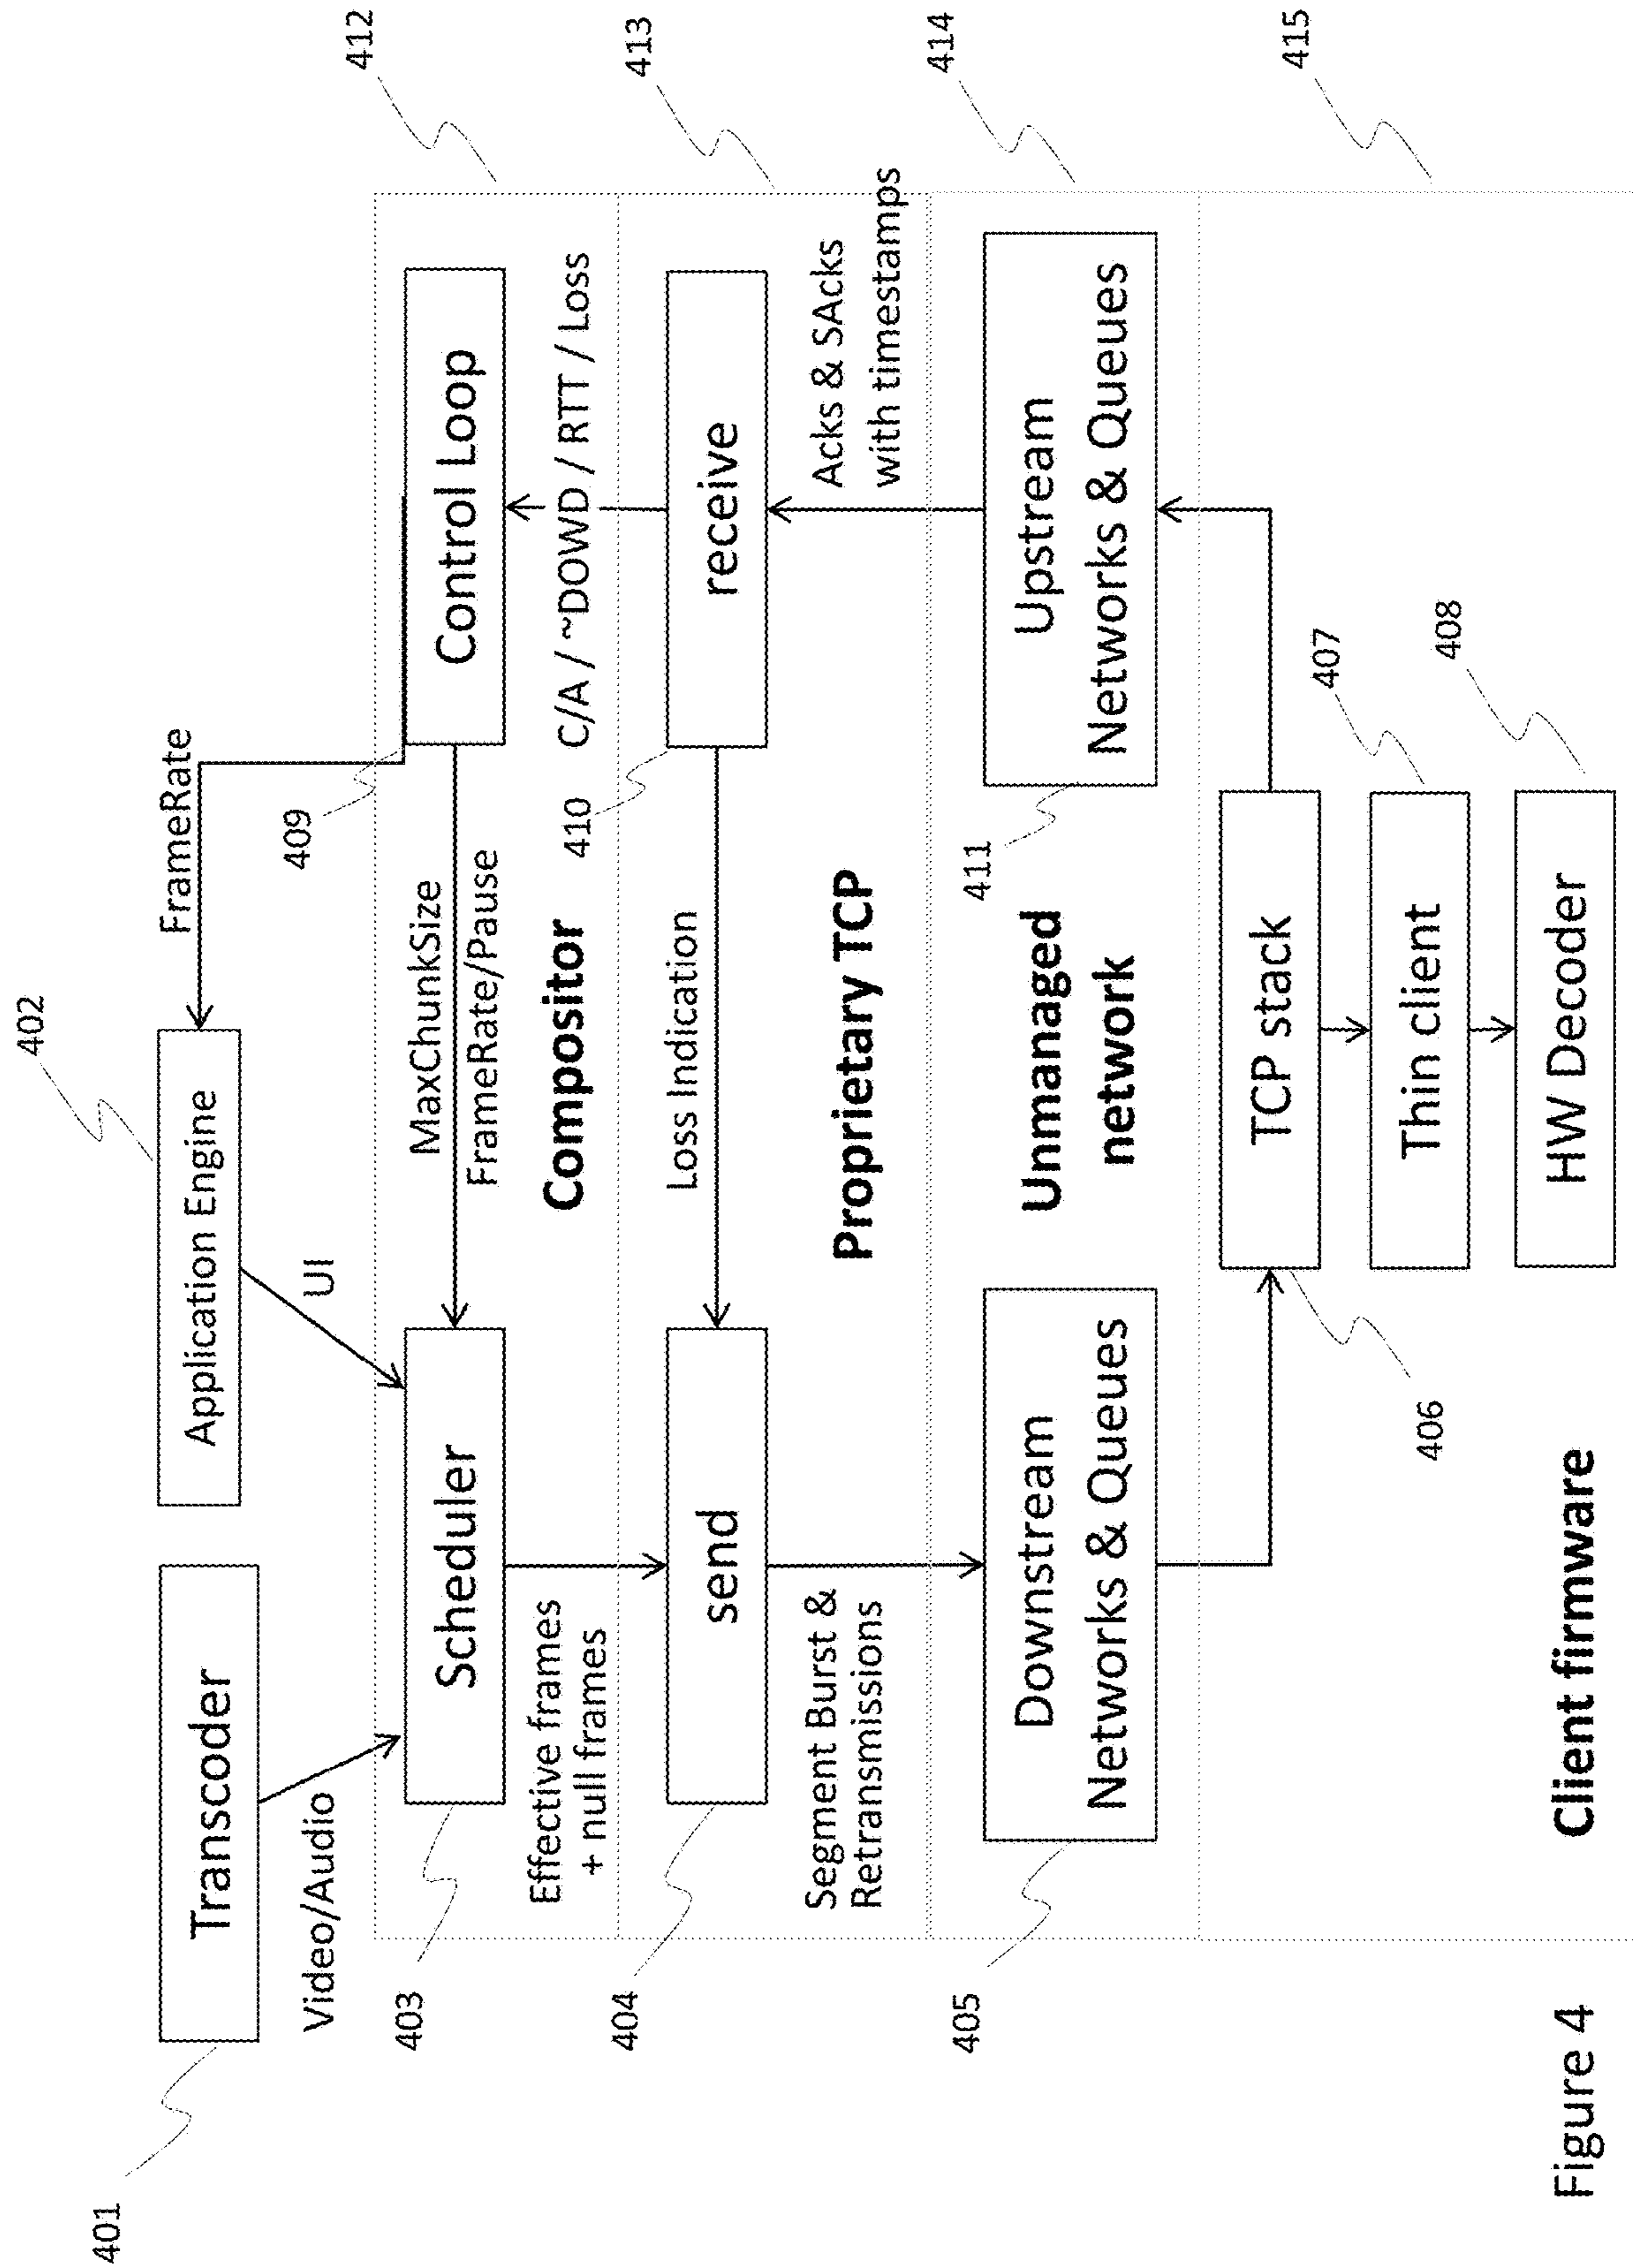 402
FrameRate
412
Transcoder
Application Engine
401
Video/Audio
UI
409
403
Scheduler
MaxChunkSize
FrameRate/Pause
Control Loop
Effective frames
+ null frames
Compositor
C/A / ~DOWD / RTT / Loss
410
413
404
send
Loss Indication
receive
Segment Burst &
Retransmissions
Proprietary TCP
Acks & SAcks
with timestamps
414
405
Downstream
Networks & Queues
Unmanaged
network
411
Upstream
Networks & Queues
415
406
TCP stack
407
Thin client
408
HW Decoder
Client firmware
Figure 4